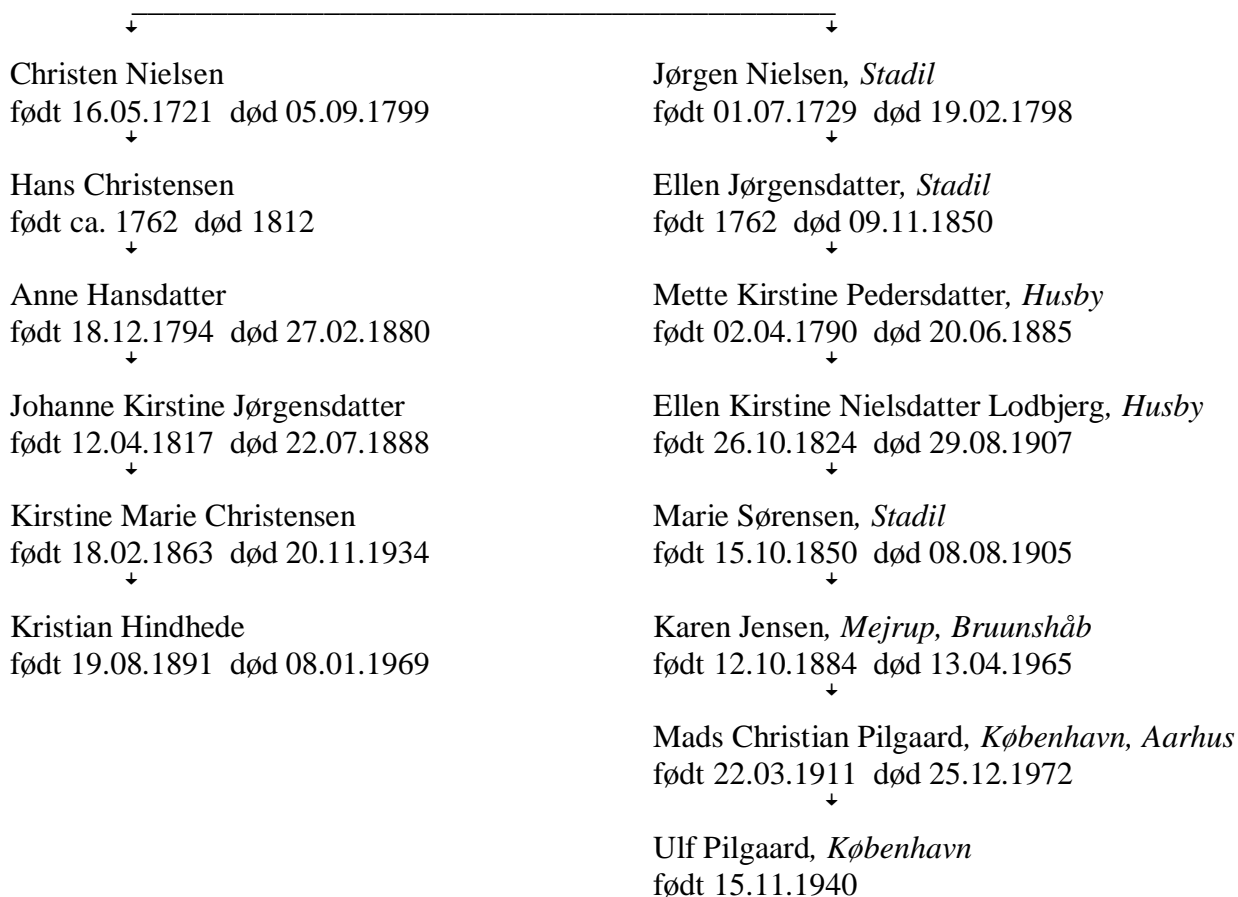 Christen Nielsen
født 16.05.1721 død 05.09.1799
Hans Christensen
født ca. 1762 død 1812
Anne Hansdatter
født 18.12.1794 død 27.02.1880
Johanne Kirstine Jørgensdatter
født 12.04.1817 død 22.07.1888
Kirstine Marie Christensen
født 18.02.1863 død 20.11.1934
Kristian Hindhede
født 19.08.1891 død 08.01.1969
Jørgen Nielsen, Stadil
født 01.07.1729 død 19.02.1798
Ellen Jørgensdatter, Stadil
født 1762 død 09.11.1850
Mette Kirstine Pedersdatter, Husby
født 02.04.1790 død 20.06.1885
Ellen Kirstine Nielsdatter Lodbjerg, Husby
født 26.10.1824 død 29.08.1907
Marie Sørensen, Stadil
født 15.10.1850 død 08.08.1905
Karen Jensen, Mejrup, Bruunshåb
født 12.10.1884 død 13.04.1965
Mads Christian Pilgaard, København, Aarhus
født 22.03.1911 død 25.12.1972
Ulf Pilgaard, København
født 15.11.1940